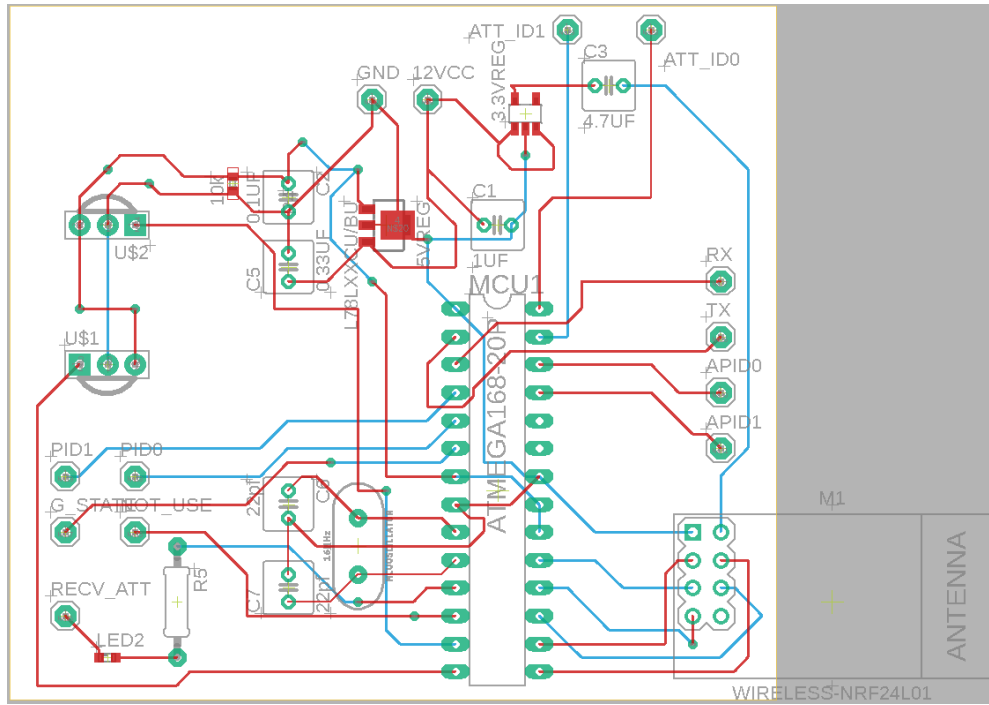 ATT_ID1
ATT_ID0
C3
4.7UF
GND
12VCC
3.3VREG
10K
0.1UF
C2
C1
1UF
5VREG
L78LXXCU/BU
U$2
C5
0.33UF
MCU1
ATMEGA168-20P
RX
TX
APID0
APID1
U$1
PID1
PID0
22pf
C6
G_STATE
NOT_USE
16MHz
R5
C7
22pf
RECV_ATT
LED2
M1
ANTENNA
WIRELESS-NRF24L01